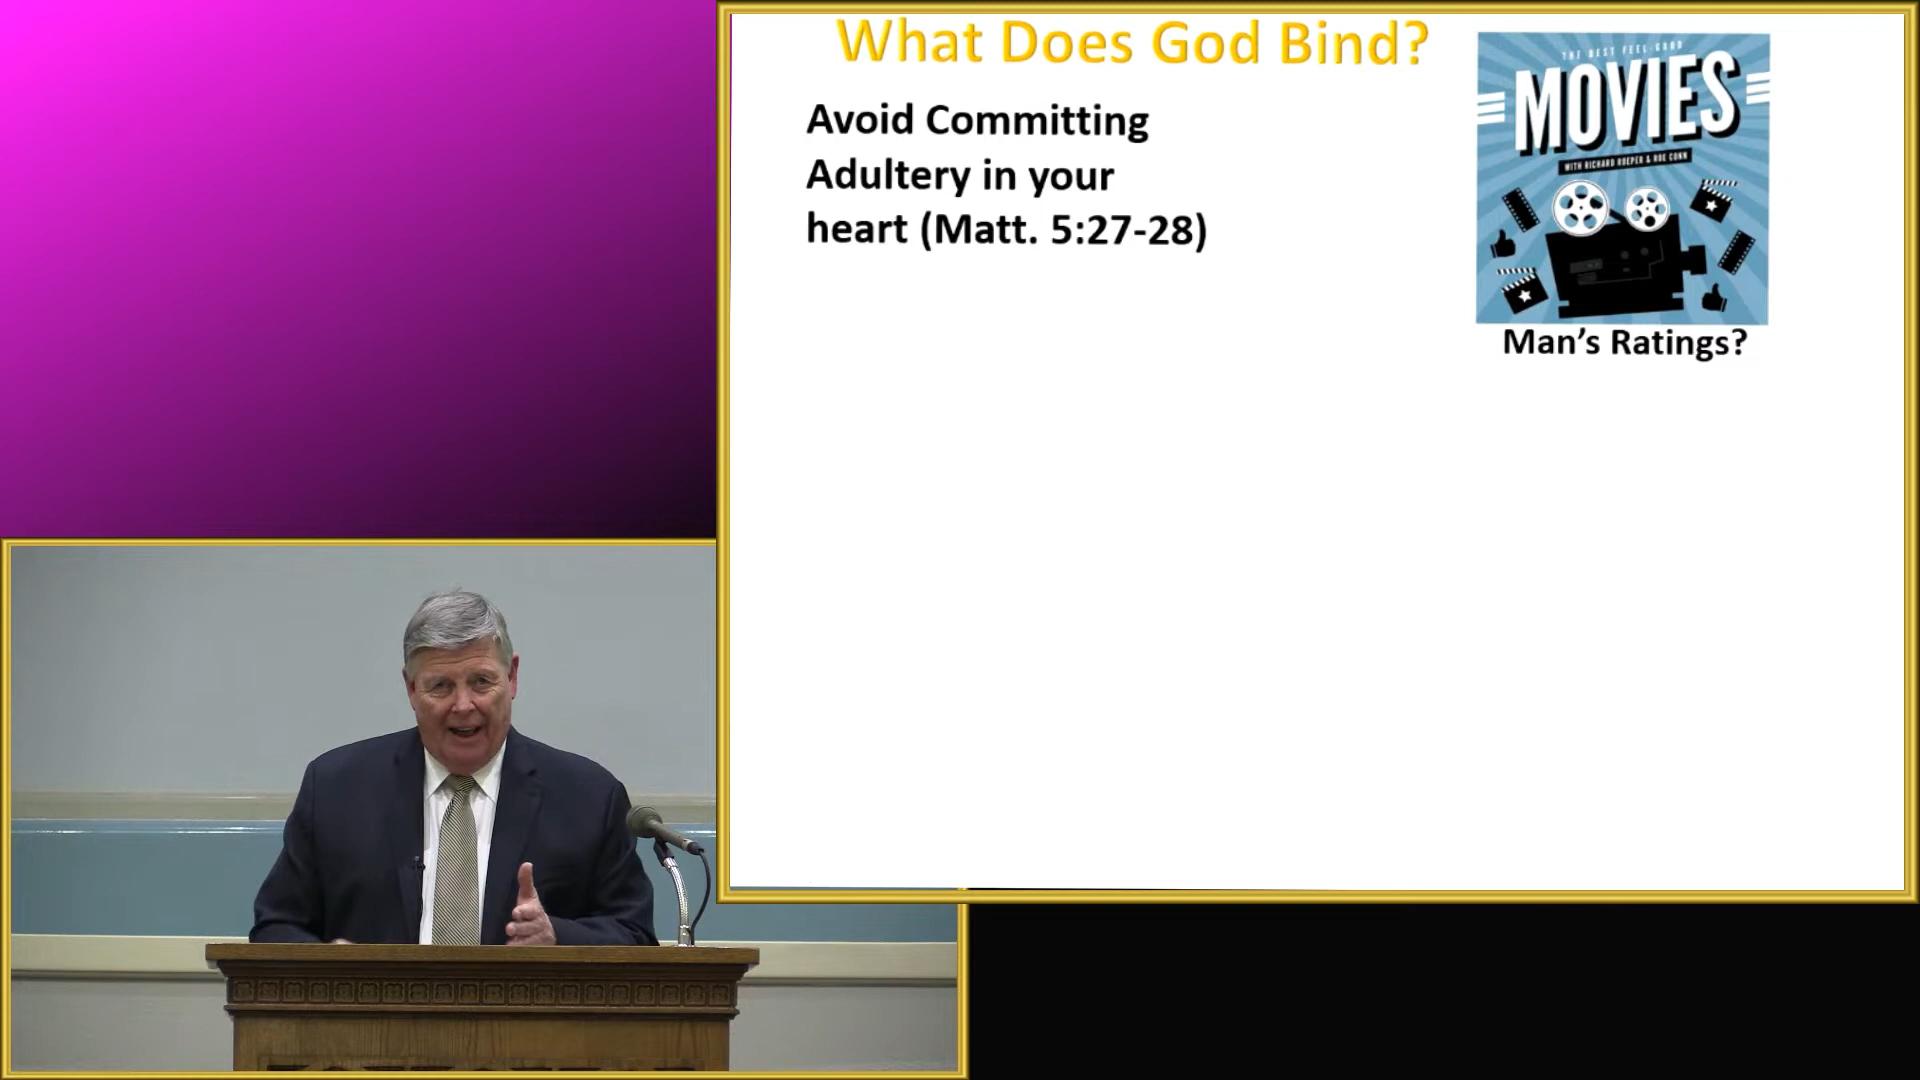 What Does God Bind?
Avoid Committing
Adultery in your
heart (Matt. 5:27-28)
THE BEST FEEL-GOOD
MOVIES
WITH RICHARD ROEPER & ROE CONN
Man's Ratings?